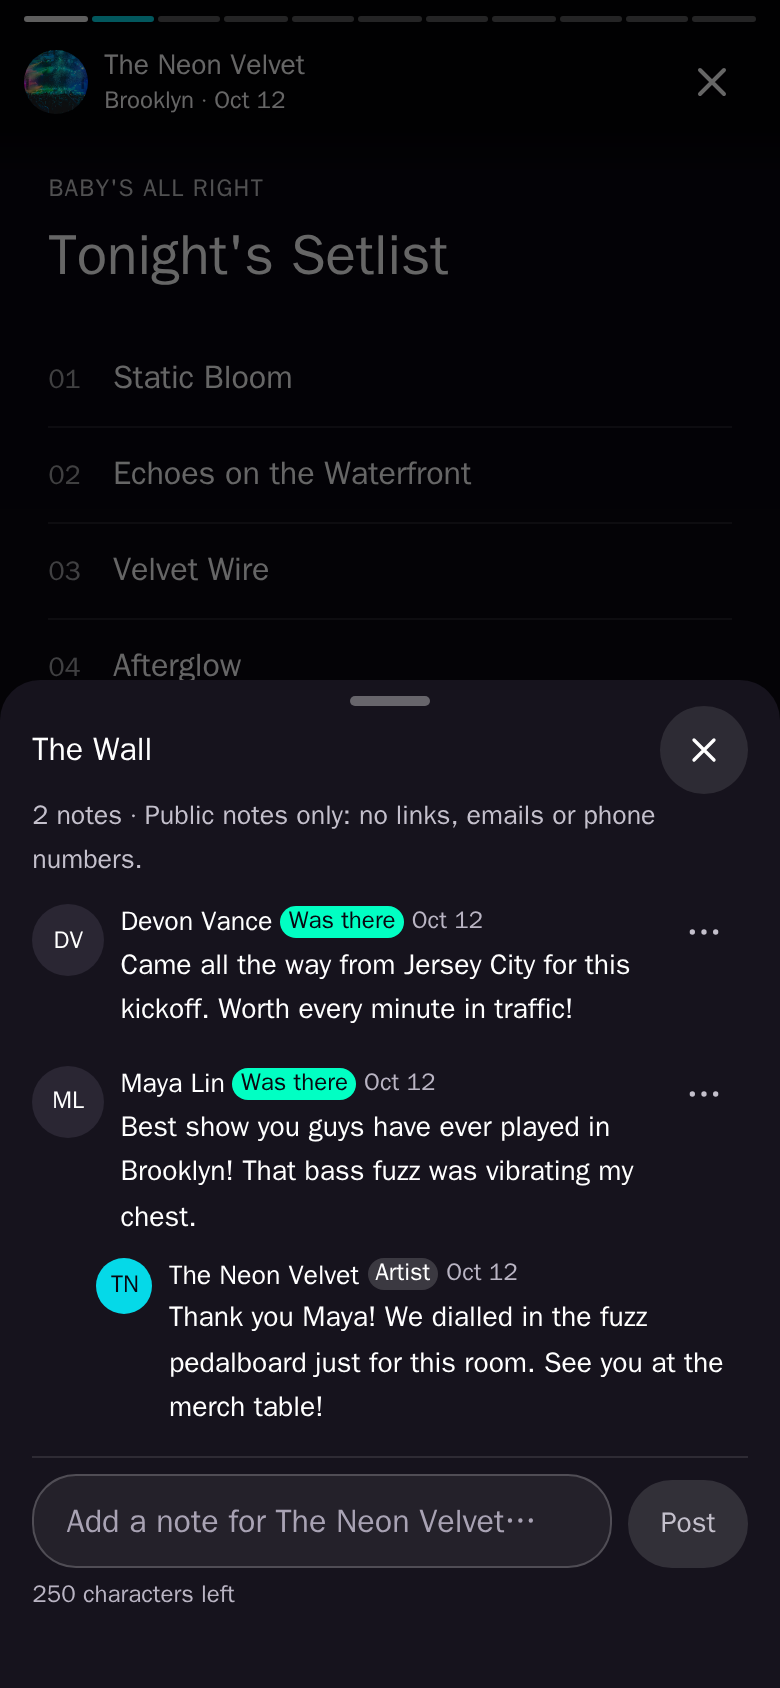 The Neon Velvet
Brooklyn · Oct 12
BABY'S ALL RIGHT
Tonight's Setlist
01 Static Bloom
02 Echoes on the Waterfront
03 Velvet Wire
04 Afterglow
The Wall
2 notes · Public notes only: no links, emails or phone
numbers.
DV
Devon Vance Was there Oct 12
Came all the way from Jersey City for this
kickoff. Worth every minute in traffic!
ML
Maya Lin Was there Oct 12
Best show you guys have ever played in
Brooklyn! That bass fuzz was vibrating my
chest.
TN
The Neon Velvet Artist Oct 12
Thank you Maya! We dialled in the fuzz
pedalboard just for this room. See you at the
merch table!
Add a note for The Neon Velvet…
Post
250 characters left